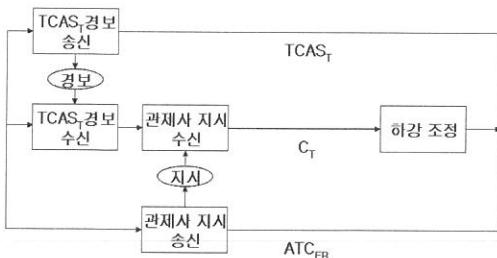 TCAST경보
송신
TCAST
경보
TCAST경보
수신
관제사 지시
수신
하강 조정
CT
지시
관제사 지시
송신
ATCFR